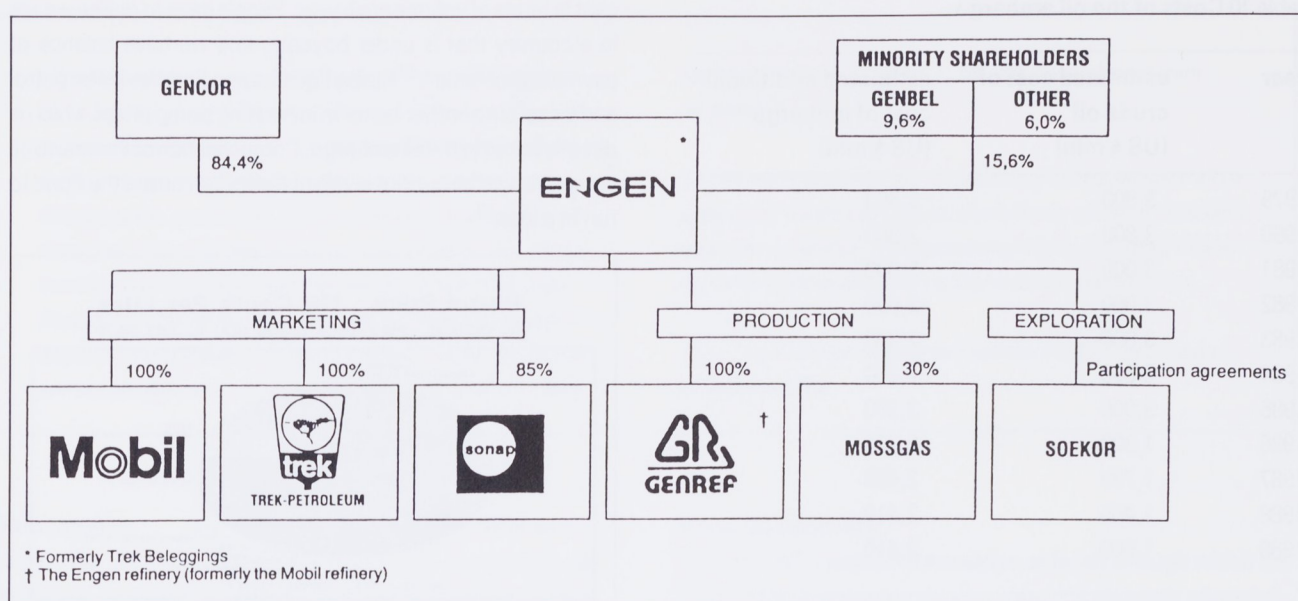 GENCOR
84,4%
*
ENGEN
MINORITY SHAREHOLDERS
GENBEL
9,6%
OTHER
6,0%
15,6%
MARKETING
PRODUCTION
EXPLORATION
100%
100%
85%
100%
30%
Participation agreements
Mobil
trek
TREK-PETROLEUM
sonap
GR
†
GENREF
MOSSGAS
SOEKOR
* Formerly Trek Beleggings
† The Engen refinery (formerly the Mobil refinery)